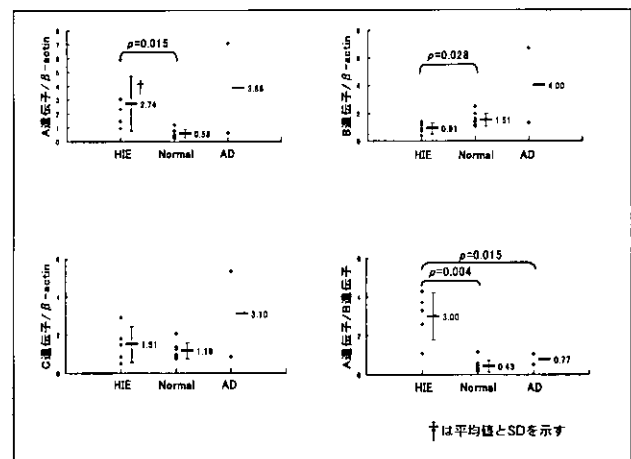 p=0.015
A遺伝子/β-actin
†
2.74
0.58
HIE Normal AD
p=0.028
B遺伝子/β-actin
0.91
1.51
4.00
HIE Normal AD
C遺伝子/β-actin
1.51
1.18
3.10
HIE Normal AD
p=0.015
p=0.004
A遺伝子/B遺伝子
3.00
0.43
0.77
HIE Normal AD
†は平均値とSDを示す